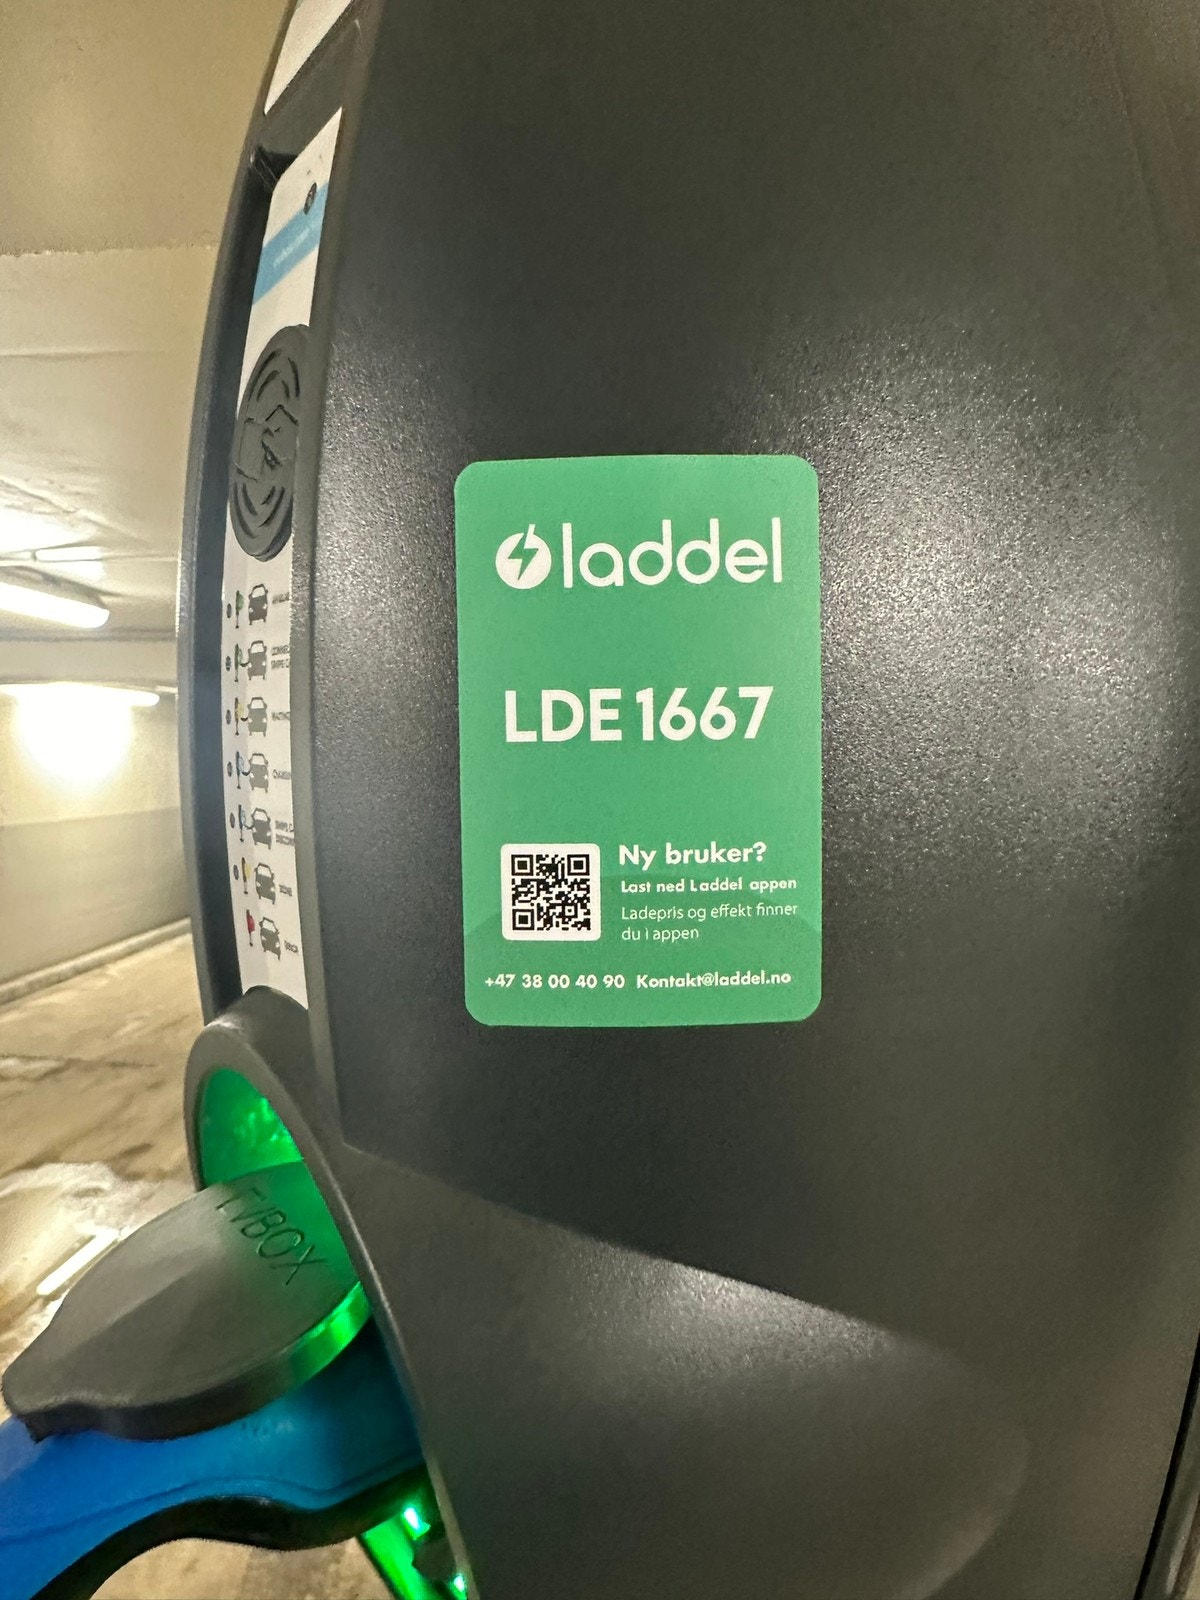 laddel
LDE 1667
Ny bruker?
Last ned Laddel appen
Ladepris og effekt finner
du i appen
+47 38 00 40 90 Kontakt@laddel.no